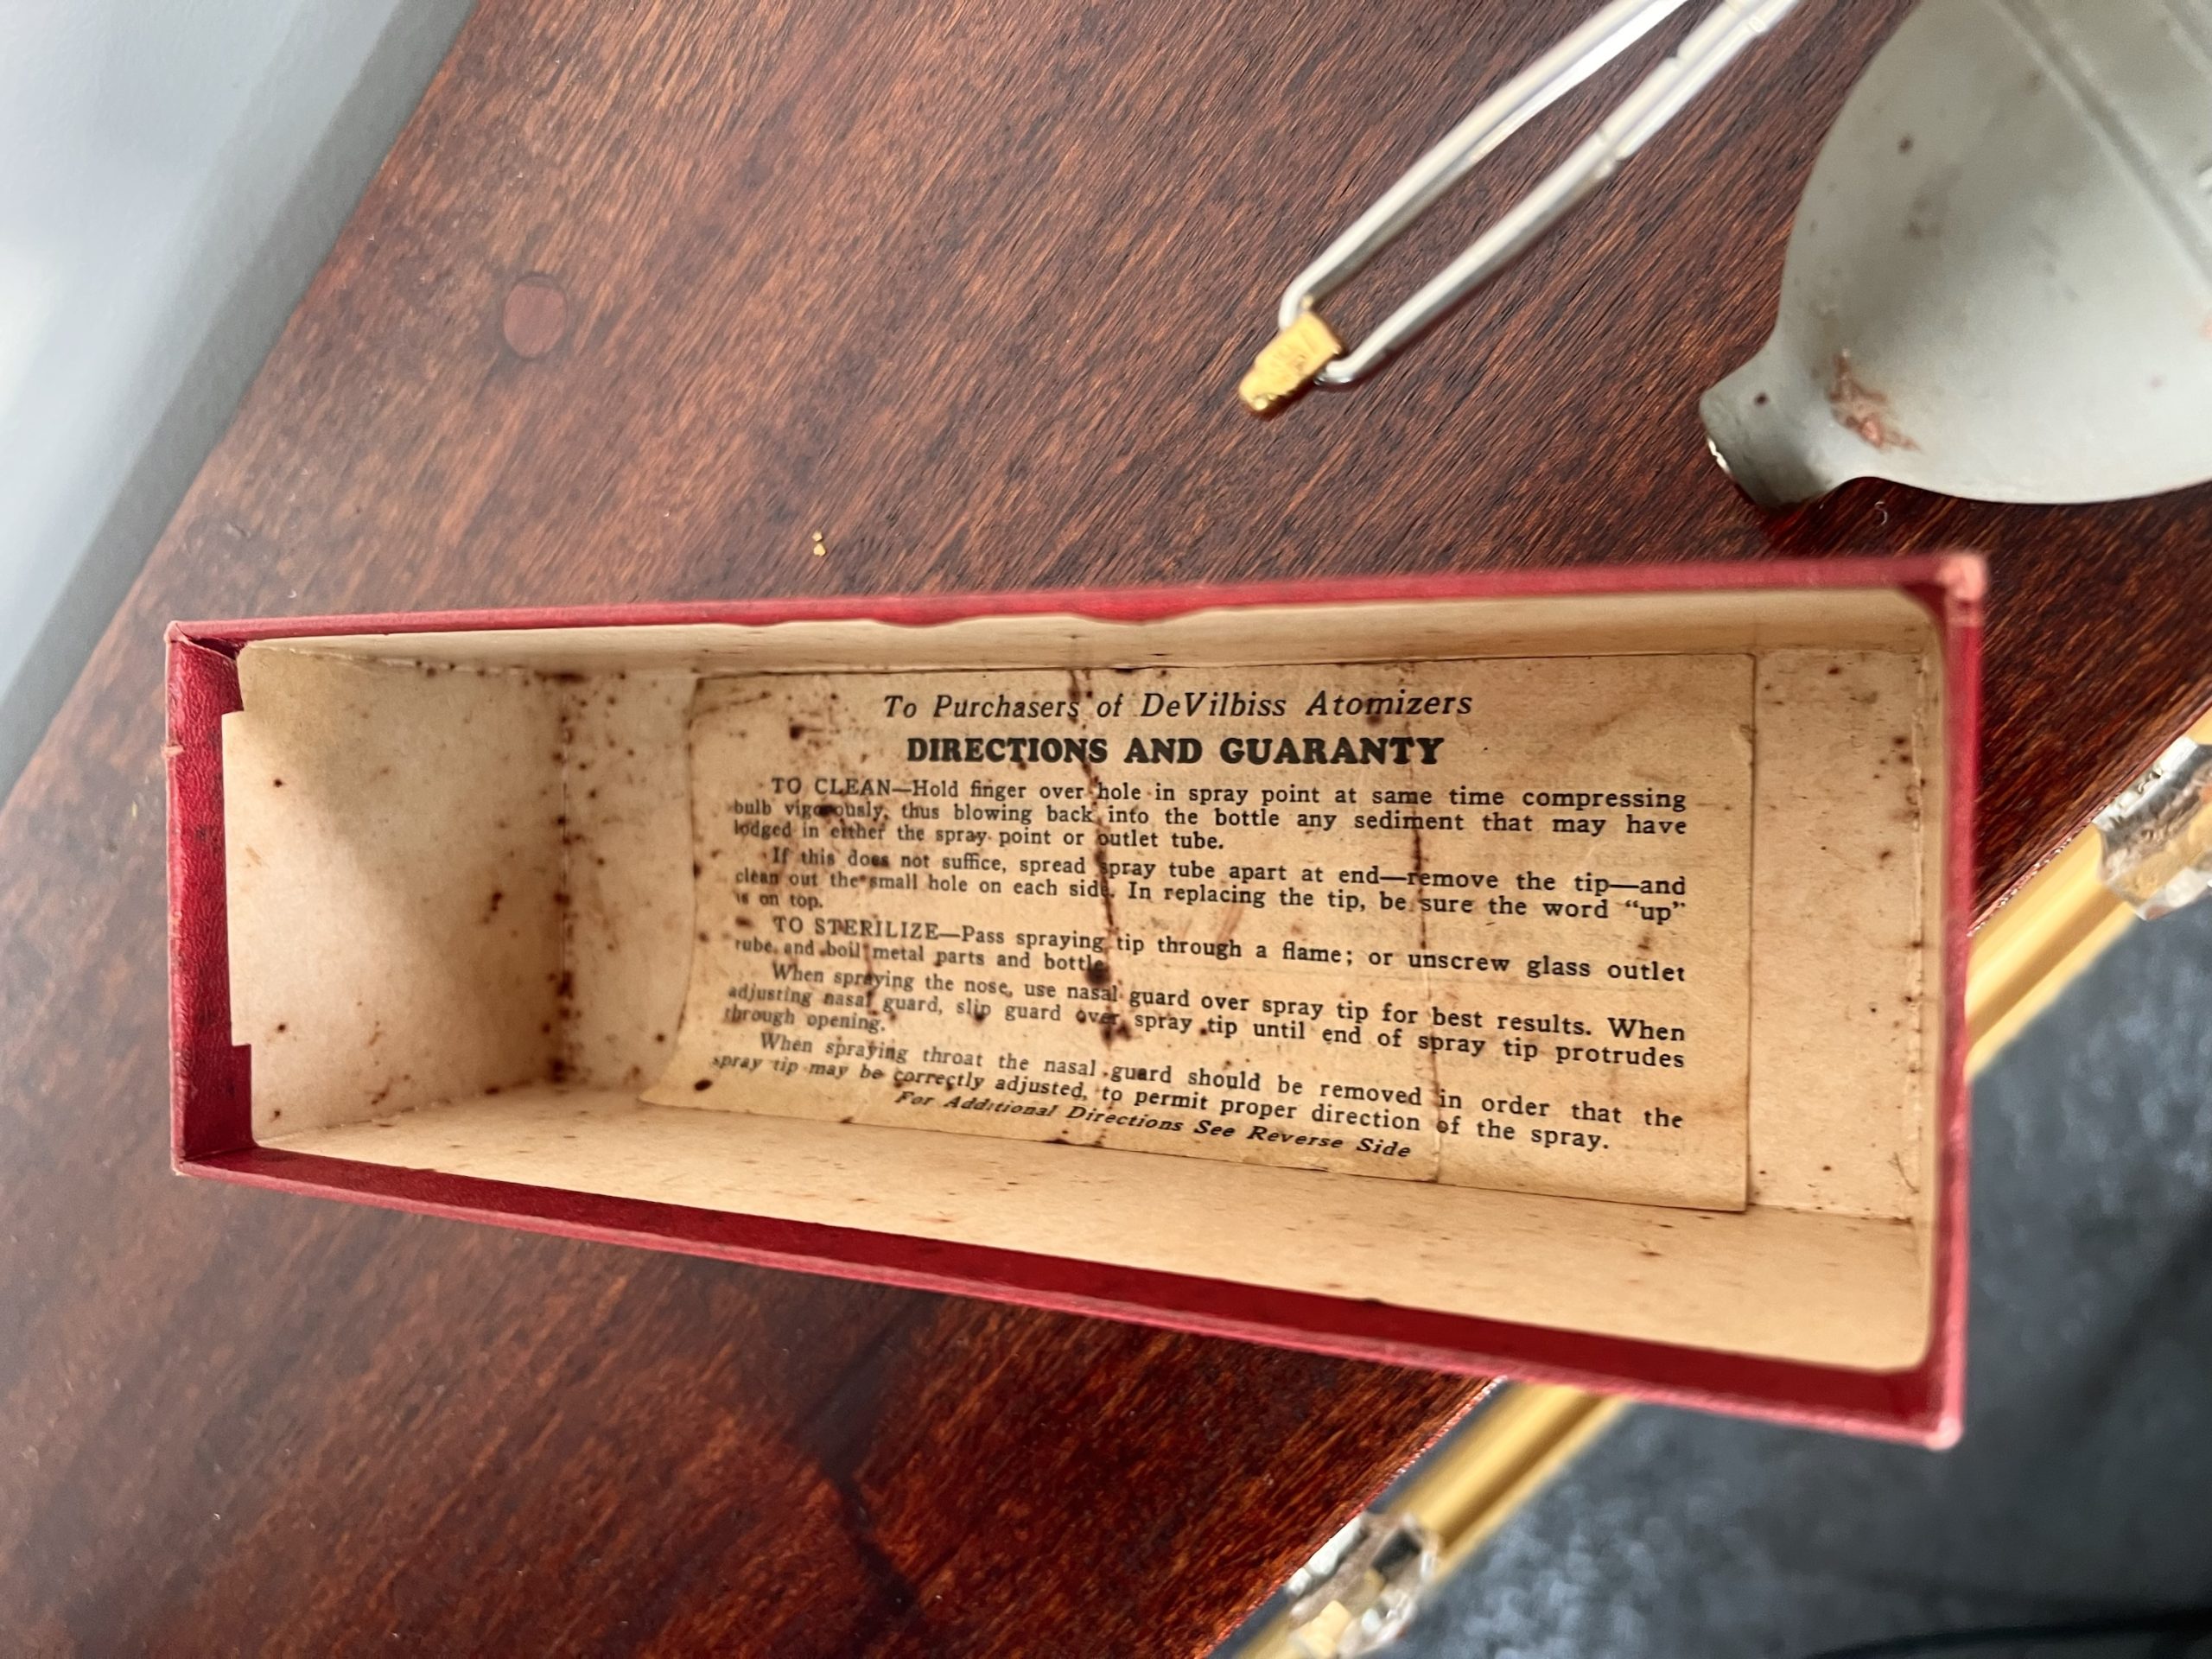 To Purchasers of DeVilbiss Atomizers
DIRECTIONS AND GUARANTY
TO CLEAN—Hold finger over hole in spray point at same time compressing
bulb vigorously, thus blowing back into the bottle any sediment that may have
lodged in either the spray point or outlet tube.
If this does not suffice, spread spray tube apart at end—remove the tip—and
clean out the small hole on each side. In replacing the tip, be sure the word “up”
is on top.
TO STERILIZE—Pass spraying tip through a flame; or unscrew glass outlet
tube and boil metal parts and bottle.
When spraying the nose, use nasal guard over spray tip for best results. When
adjusting nasal guard, slip guard over spray tip until end of spray tip protrudes
through opening.
When spraying throat the nasal guard should be removed in order that the
spray tip may be correctly adjusted, to permit proper direction of the spray.
For Additional Directions See Reverse Side